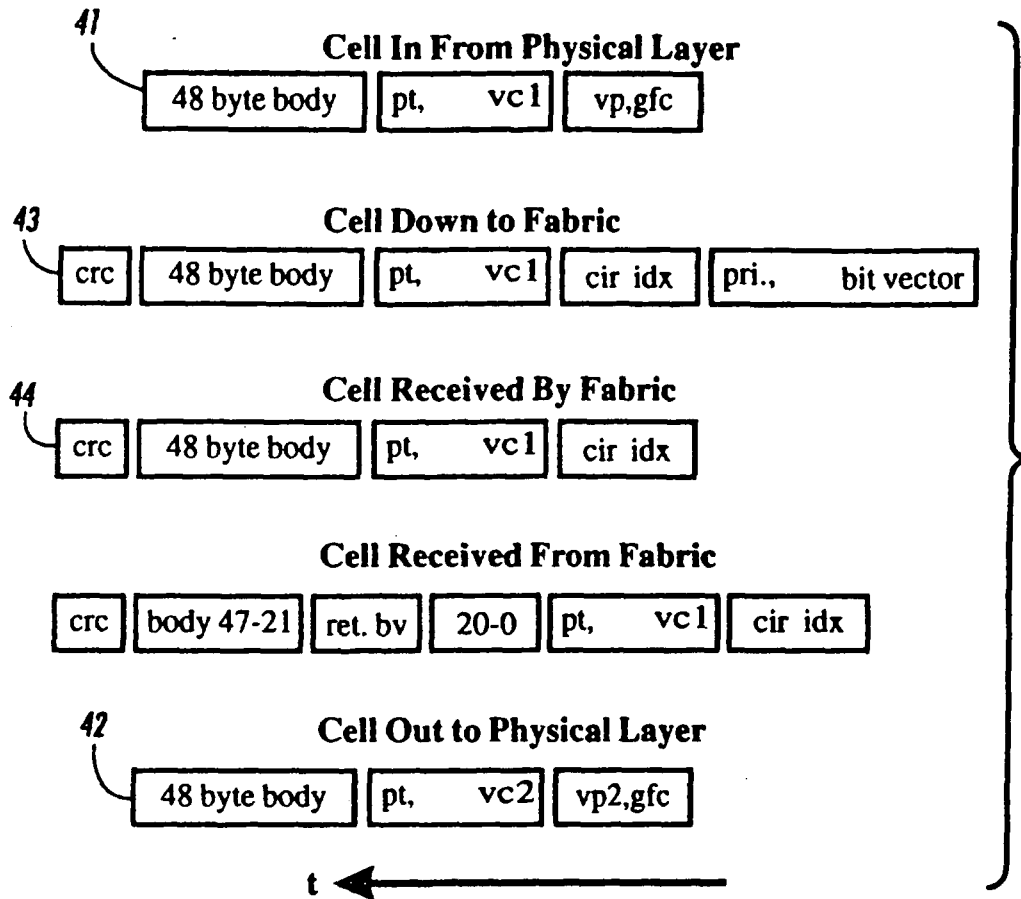 41
Cell In From Physical Layer
48 byte body pt, vc1 vp,gfc
43
Cell Down to Fabric
crc 48 byte body pt, vc1 cir idx pri., bit vector
44
Cell Received By Fabric
crc 48 byte body pt, vc1 cir idx
Cell Received From Fabric
crc body 47-21 ret. bv 20-0 pt, vc1 cir idx
42
Cell Out to Physical Layer
48 byte body pt, vc2 vp2,gfc
t